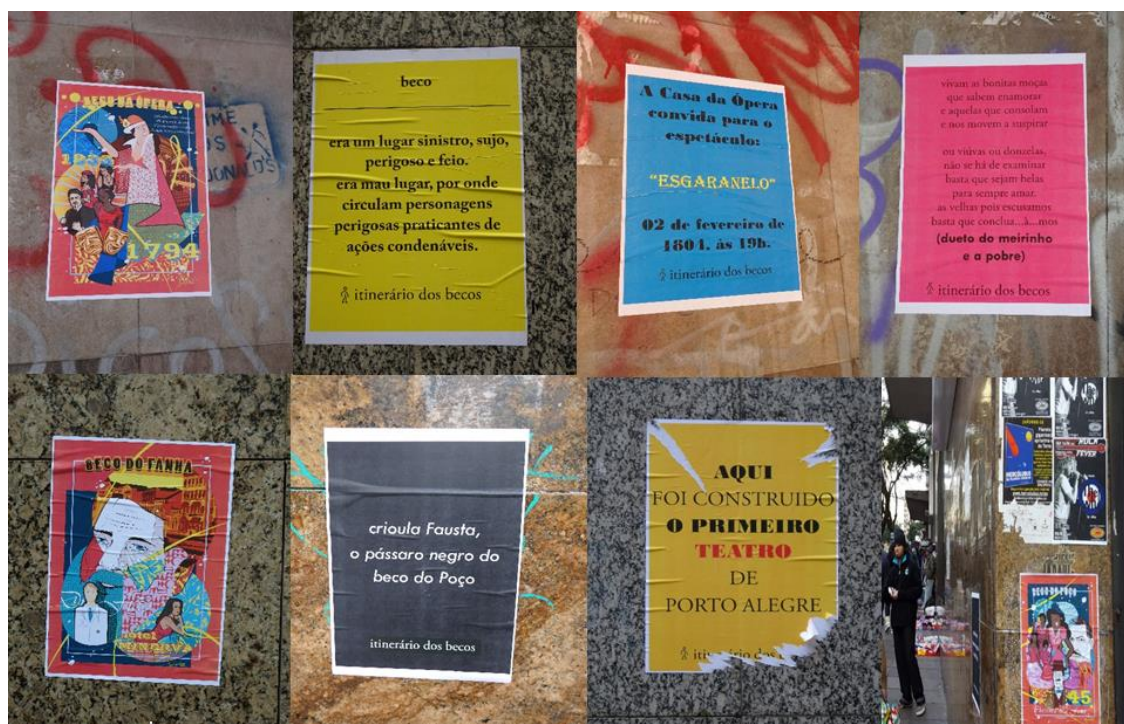 BECO DA ÓPERA
1794
beco
era um lugar sinistro, sujo,
perigoso e feio.
era mau lugar, por onde
circulam personagens
perigosas praticantes de
ações condenáveis.
itinerário dos becos
A Casa da Ópera
convida para o
espetáculo:
"ESGARANELO"
02 de fevereiro de
1804, às 19h.
itinerário dos becos
vivam as bonitas moças
que sabem enamorar
e aquelas que consolam
e nos movem a suspirar
ou viúvas ou donzelas,
não se há de examinar
basta que sejam belas
para sempre amar.
as velhas pois escusamos
basta que conclua...à...mos
(dueto do meirinho
e a pobre)
itinerário dos becos
BECO DO FANHA
crioula Fausta,
o pássaro negro do
beco do Poço
itinerário dos becos
AQUI
FOI CONSTRUIDO
O PRIMEIRO
TEATRO
DE
PORTO ALEGRE
BECO DO POÇO
45
FEVER